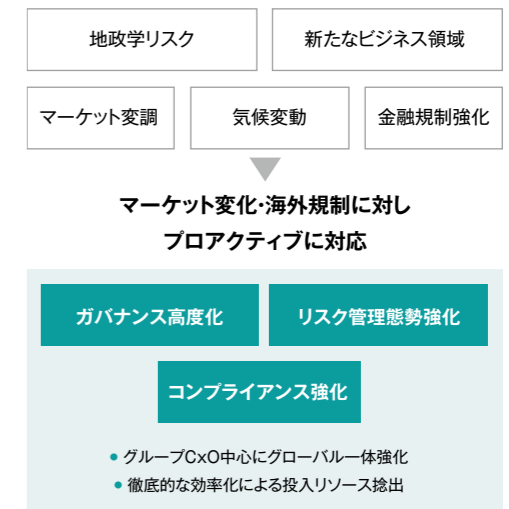 地政学リスク
新たなビジネス領域
マーケット変調
気候変動
金融規制強化
マーケット変化・海外規制に対し
プロアクティブに対応
ガバナンス高度化
リスク管理態勢強化
コンプライアンス強化
• グループCxO中心にグローバル一体強化
• 徹底的な効率化による投入リソース捻出